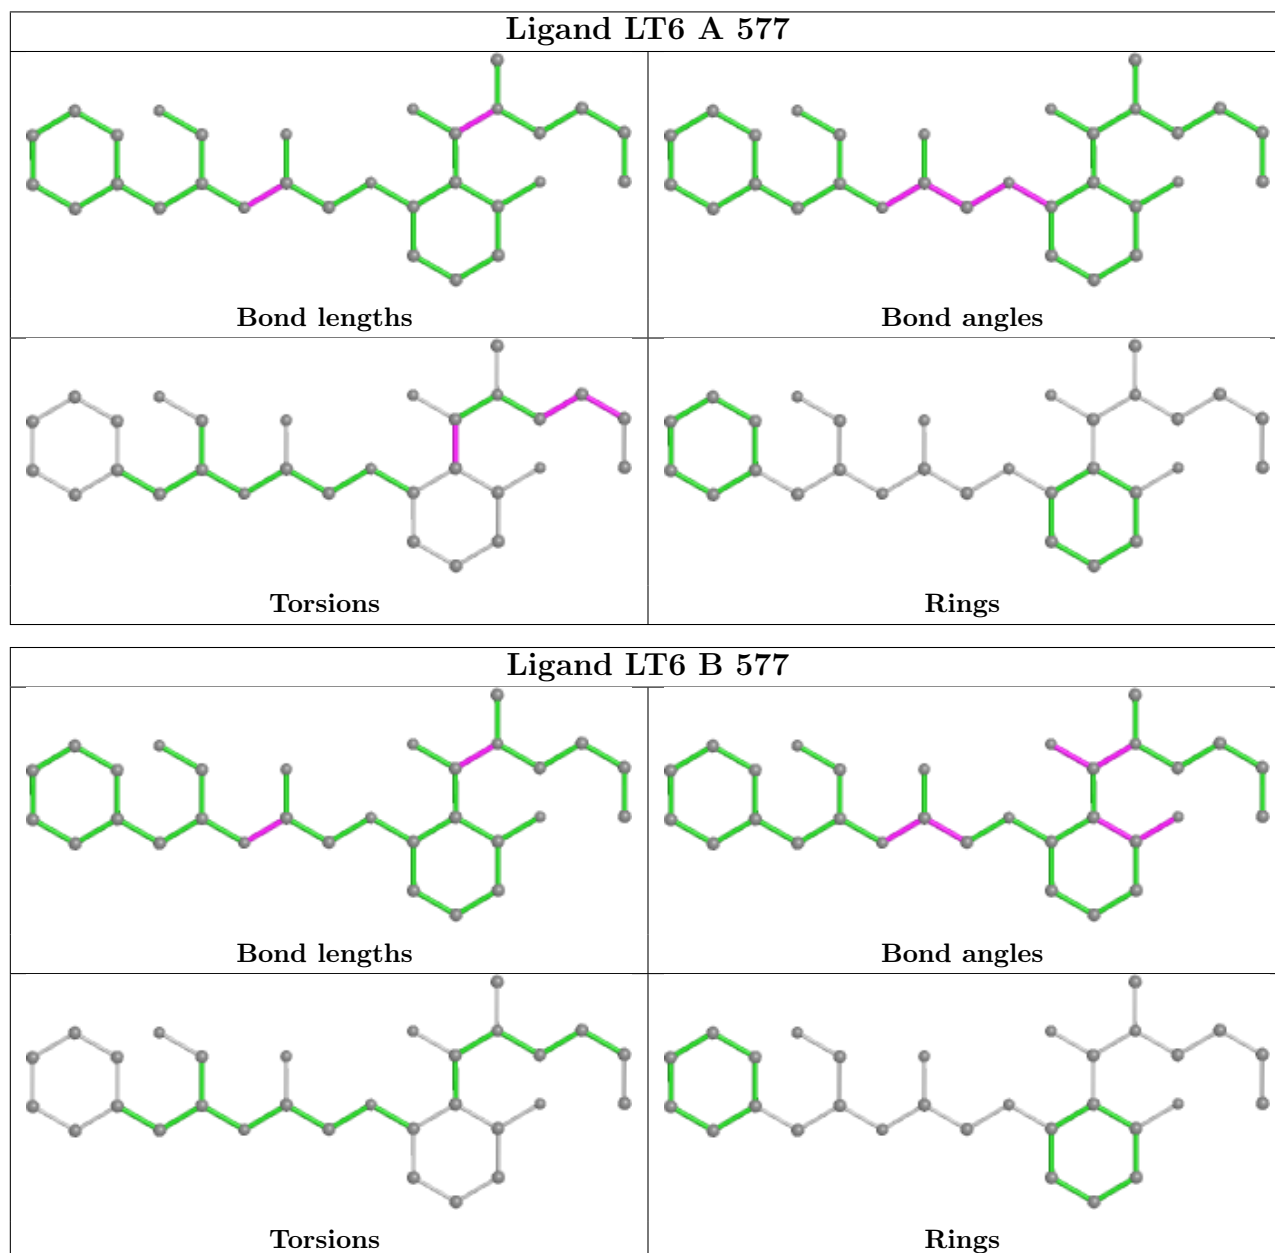 Ligand LT6 A 577
Bond lengths
Bond angles
Torsions
Rings
Ligand LT6 B 577
Bond lengths
Bond angles
Torsions
Rings